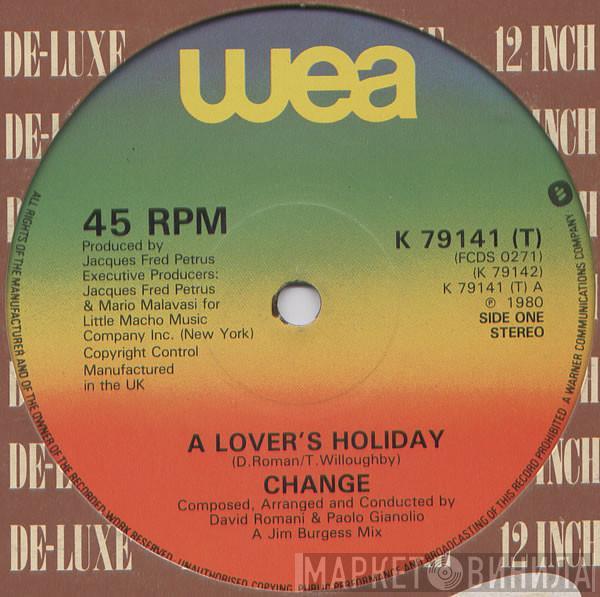 DE-LUXE
12 INCH
wea
DE-L
NCH
45 RPM
Produced by
Jacques Fred Petrus
Executive Producers:
Jacques Fred Petrus
& Mario Malavasi for
Little Macho Music
Company Inc. (New York)
Copyright Control
Manufactured
in the UK
K 79141 (T)
(FCDS 0271)
(K 79142)
K 79141 (T) A
℗ 1980
SIDE ONE
STEREO
A LOVER'S HOLIDAY
(D.Roman/T.Willoughby)
CHANGE
Composed, Arranged and Conducted by
David Romani & Paolo Gianolio
A Jim Burgess Mix
ALL RIGHTS OF THE MANUFACTURER AND OF THE OWNER OF THE RECORDED WORK RESERVED. UNAUTHORISED COPYING, PUBLIC PERFORMANCE AND BROADCASTING OF THIS RECORD PROHIBITED A WARNER COMMUNICATIONS COMPANY
DE-L
INCH
DE-LUXE
12 INCH
МАРКЕТ ВИНИЛА